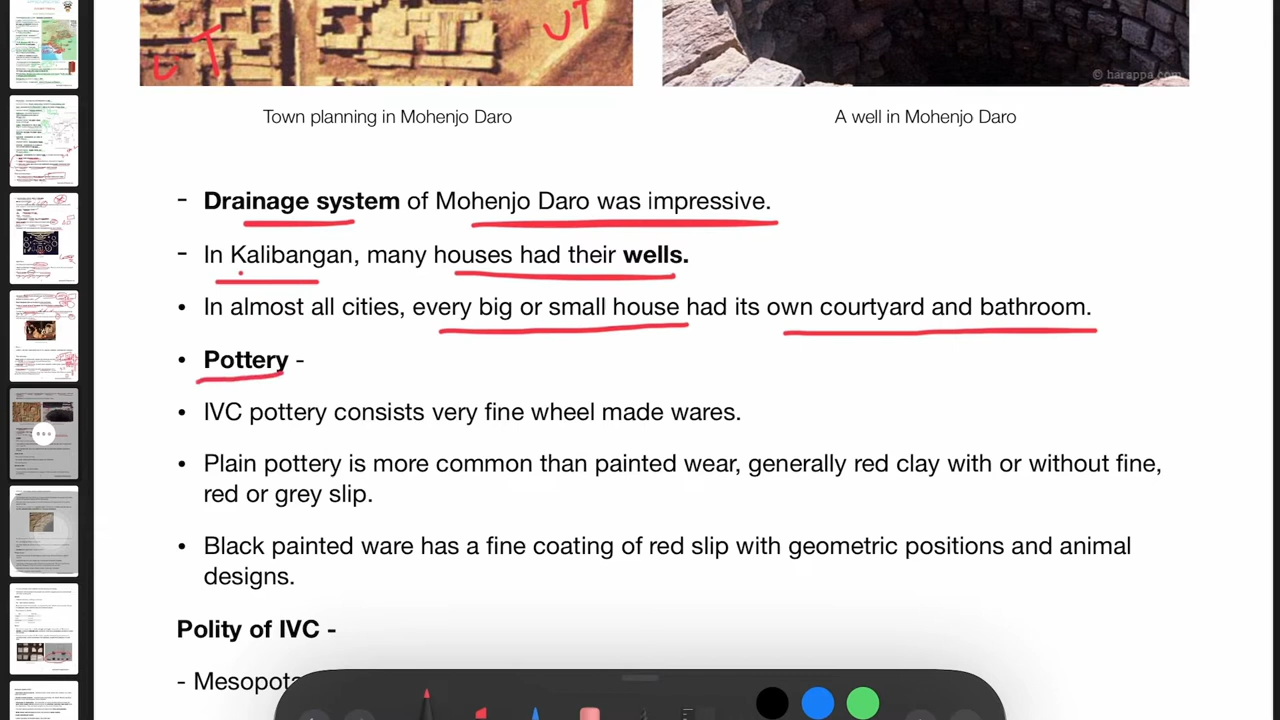 © harappa.com
Town planning in Mohenjo Daro
A well in Mohenjo Daro
- Drainage system of Mohenjo Daro was impressive.
- In Kalibangan, many houses had their wells.
• In almost all cities, every big or small house had its own courtyard and bathroom.
• Pottery -
• IVC pottery consists very fine wheel made wares.
• Plain pottery is more common than painted wear, generally red clay with or without fine,
red or grey slip.
• Black painted ware has a fine coating of red slip with geometric positions and animal
designs.
Polity of IVC -
- Mesopota